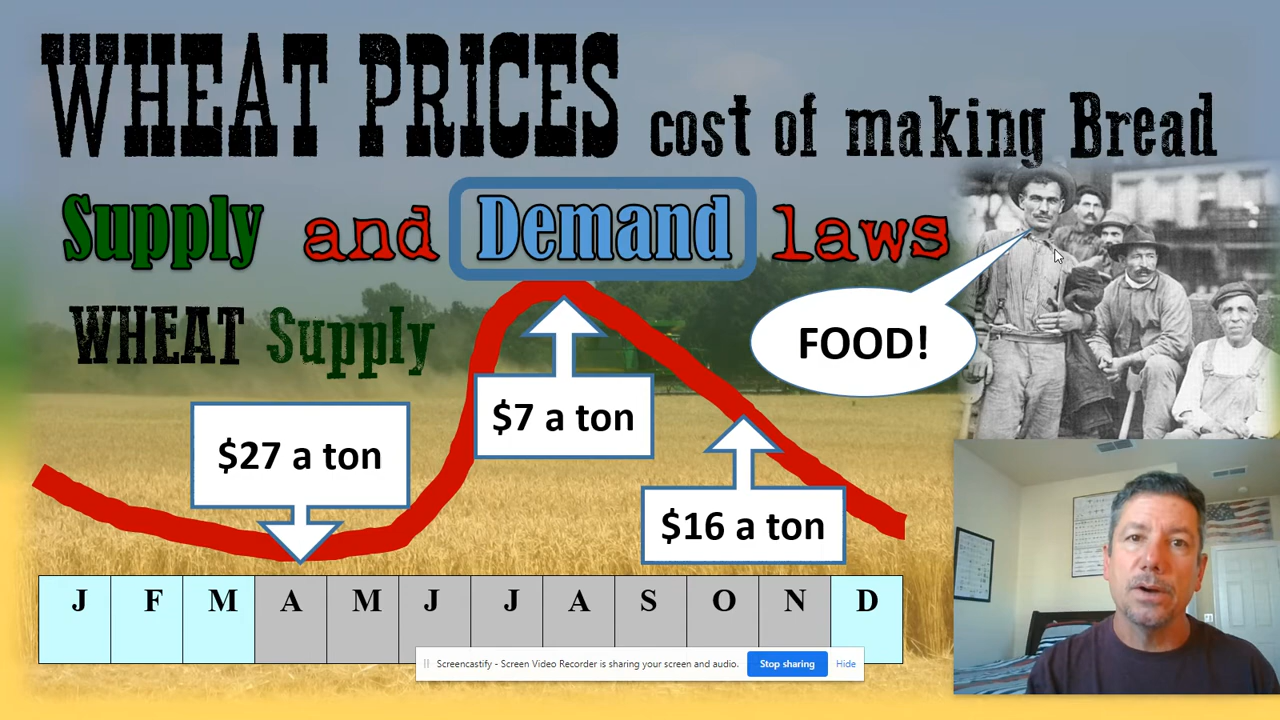 WHEAT PRICES cost of making Bread
Supply and Demand laws
WHEAT Supply
FOOD!
$7 a ton
$27 a ton
$16 a ton
J F M A M J J A S O N D
Screencastify - Screen Video Recorder is sharing your screen and audio. Stop sharing Hide